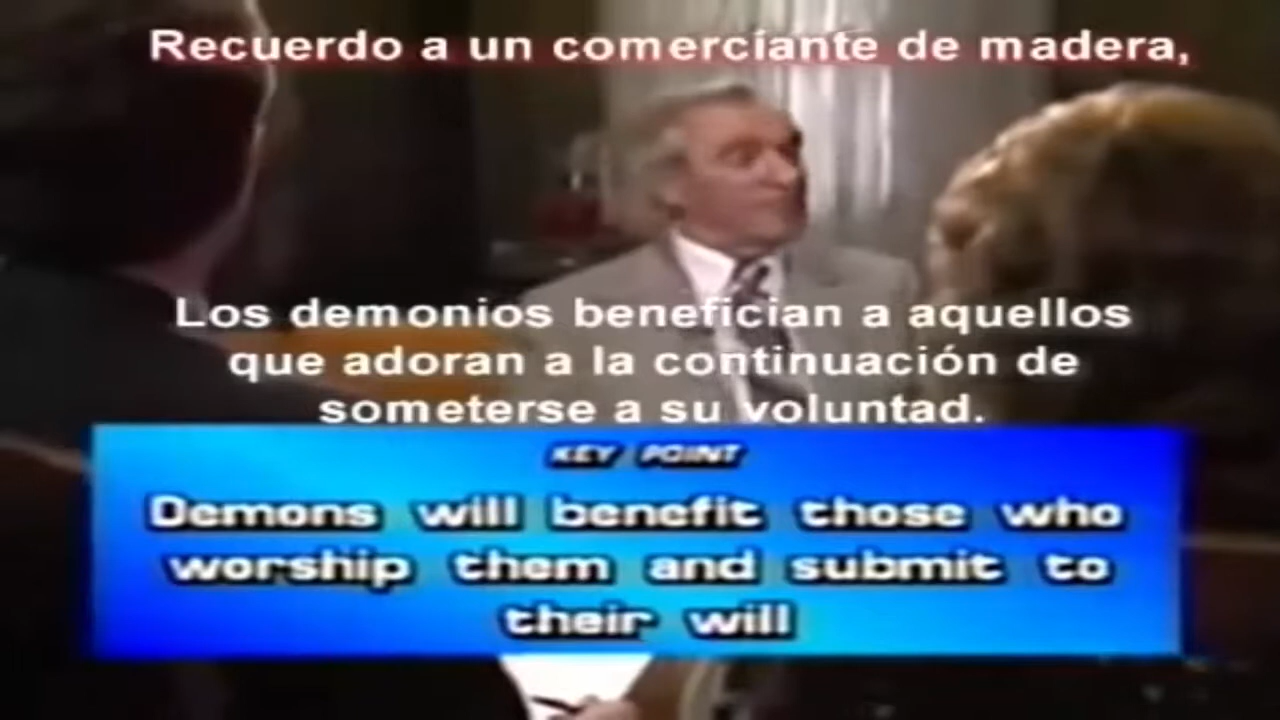 Recuerdo a un comerciante de madera,
Los demonios benefician a aquellos
que adoran a la continuación de
someterse a su voluntad.
KEY POINT
Demons will benefit those who
worship them and submit to
their will